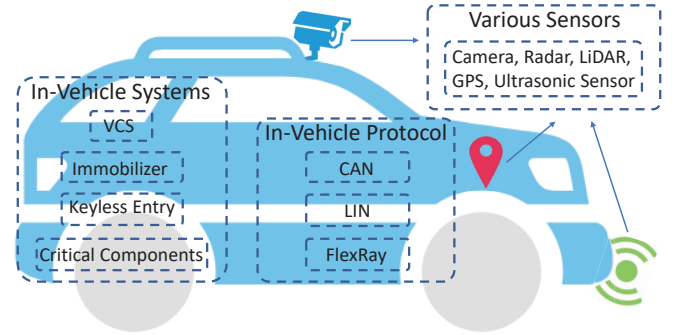 Various Sensors
Camera, Radar, LiDAR,
GPS, Ultrasonic Sensor
In-Vehicle Systems
VCS
Immobilizer
Keyless Entry
Critical Components
In-Vehicle Protocol
CAN
LIN
FlexRay